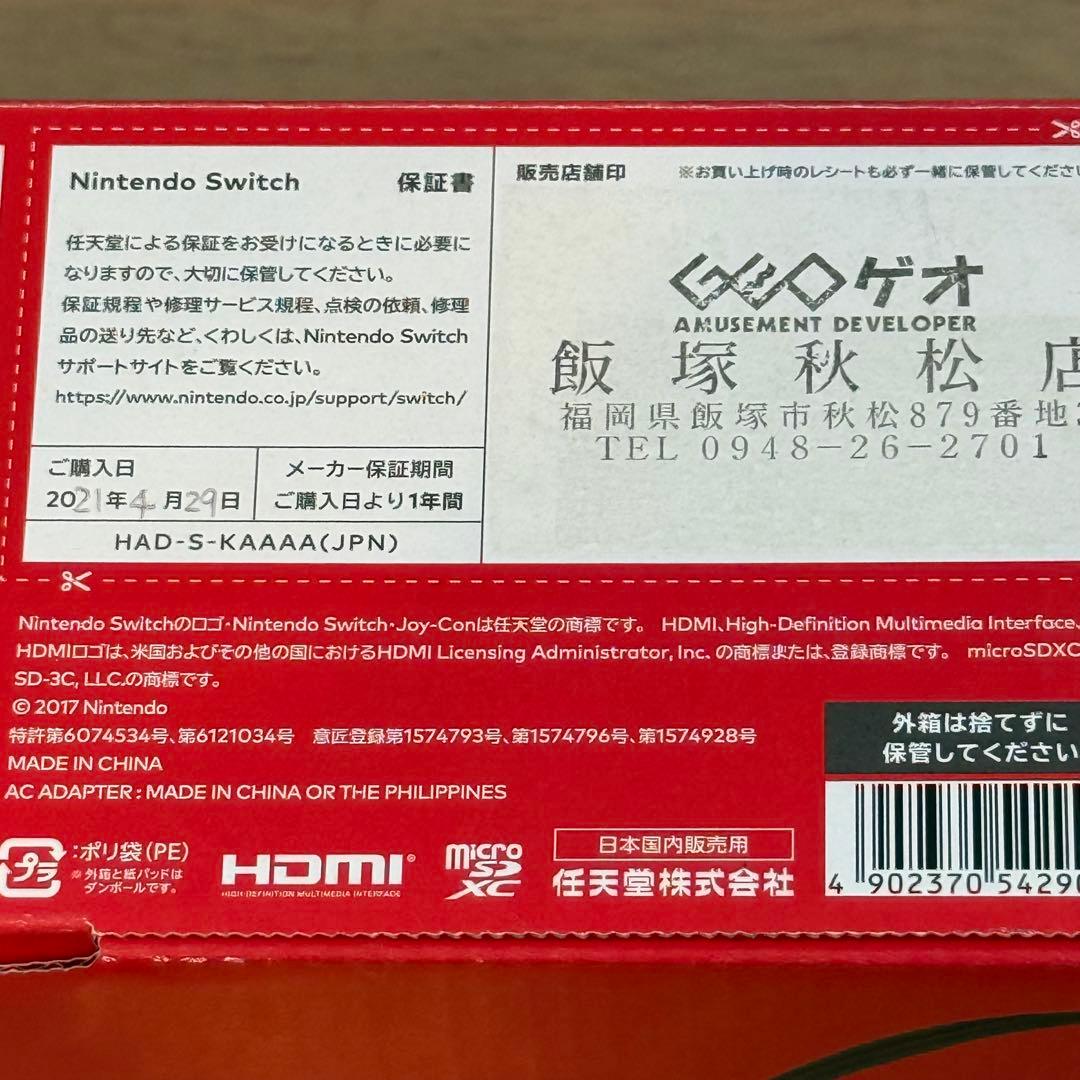 Nintendo Switch 保証書
任天堂による保証をお受けになるときに必要に
なりますので、大切に保管してください。
保証規程や修理サービス規程、点検の依頼、修理
品の送り先など、くわしくは、Nintendo Switch
サポートサイトをご覧ください。
https://www.nintendo.co.jp/support/switch/
ご購入日
2021年4月29日
メーカー保証期間
ご購入日より1年間
HAD-S-KAAAA(JPN)
販売店舗印 ※お買い上げ時のレシートも必ず一緒に保管してくださ
GEO ゲオ
AMUSEMENT DEVELOPER
飯塚秋松店
福岡県飯塚市秋松879番地
TEL 0948-26-2701
Nintendo Switchのロゴ・Nintendo Switch・Joy-Conは任天堂の商標です。 HDMI、High-Definition Multimedia Interface、
HDMIロゴは、米国およびその他の国におけるHDMI Licensing Administrator, Inc. の商標または、登録商標です。 microSDXC
SD-3C, LLC.の商標です。
© 2017 Nintendo
特許第6074534号、第6121034号 意匠登録第1574793号、第1574796号、第1574928号
MADE IN CHINA
AC ADAPTER : MADE IN CHINA OR THE PHILIPPINES
外箱は捨てずに
保管してください
プラ
:ポリ袋(PE)
※外箱と紙パッドは
ダンボールです。
HDMI®
HIGH-DEFINITION MULTIMEDIA INTERFACE
micro
SD
XC
日本国内販売用
任天堂株式会社
4 902370 54290